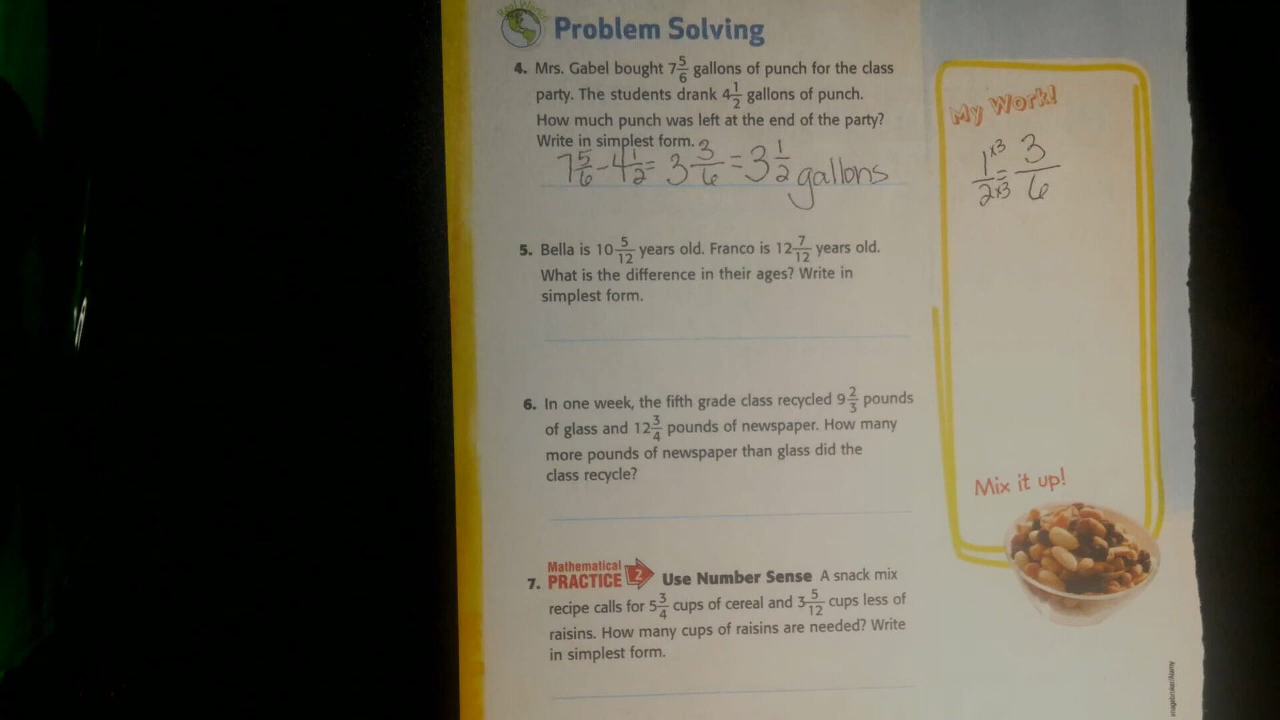 Problem Solving
4. Mrs. Gabel bought 7 5/6 gallons of punch for the class
party. The students drank 4 1/2 gallons of punch.
How much punch was left at the end of the party?
Write in simplest form.
7 5/6 - 4 1/2 = 3 3/6 = 3 1/2 gallons
My Work!
1 x3 / 2 x3 = 3/6
5. Bella is 10 5/12 years old. Franco is 12 7/12 years old.
What is the difference in their ages? Write in
simplest form.
6. In one week, the fifth grade class recycled 9 2/3 pounds
of glass and 12 3/4 pounds of newspaper. How many
more pounds of newspaper than glass did the
class recycle?
Mix it up!
Mathematical
7. PRACTICE 2 Use Number Sense A snack mix
recipe calls for 5 3/4 cups of cereal and 3 5/12 cups less of
raisins. How many cups of raisins are needed? Write
in simplest form.